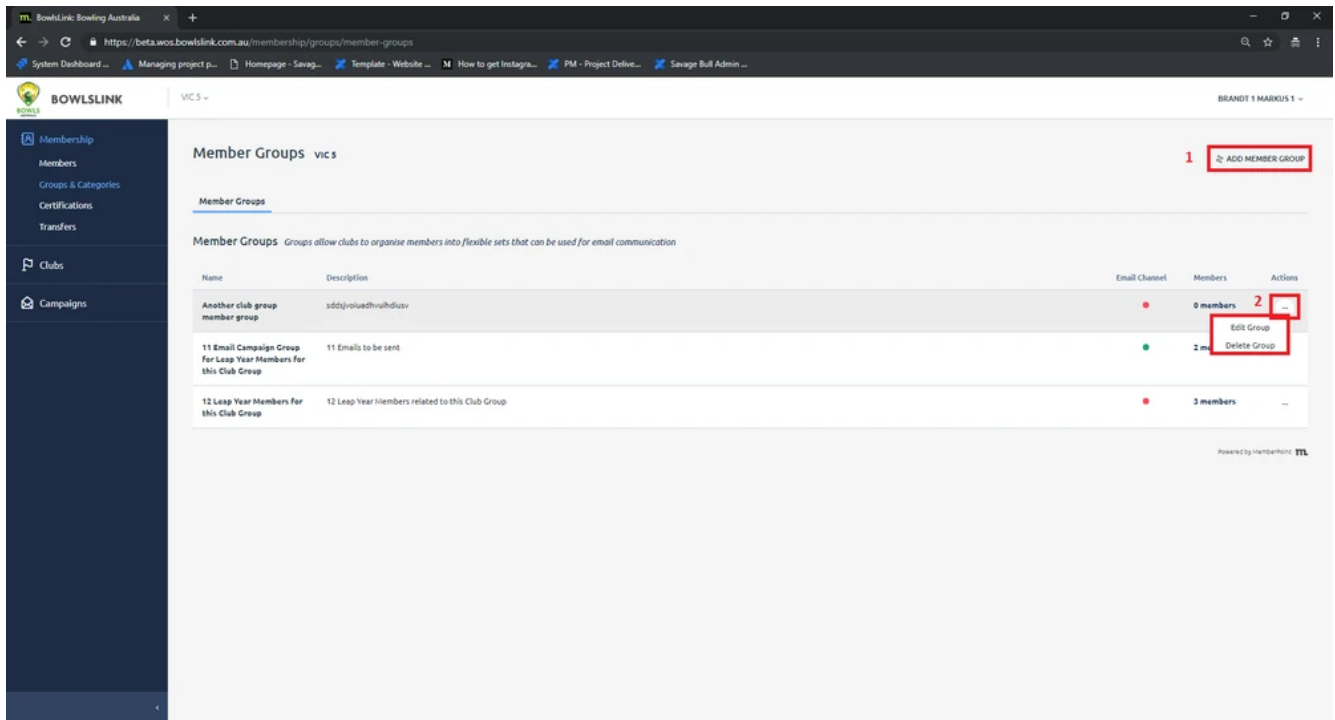 m. BowlsLink: Bowling Australia
https://beta.wos.bowlslink.com.au/membership/groups/member-groups
System Dashboard ... Managing project p... Homepage - Savag... Template - Website ... M How to get Instagra... PM - Project Delive... Savage Bull Admin ...
BOWLS
BOWLSLINK
VIC 5
BRANDT 1 MARKUS 1
Membership
Members
Groups & Categories
Certifications
Transfers
Clubs
Campaigns
Member Groups VIC 5
1 ADD MEMBER GROUP
Member Groups
Member Groups Groups allow clubs to organise members into flexible sets that can be used for email communication
Name Description Email Channel Members Actions
Another club group sddsjvoiuadhvuihdiusv 0 members 2 ...
member group
Edit Group
Delete Group
11 Email Campaign Group 11 Emails to be sent 2 me
for Leap Year Members for
this Club Group
12 Leap Year Members for 12 Leap Year Members related to this Club Group 3 members ...
this Club Group
Powered by MemberPoint m.